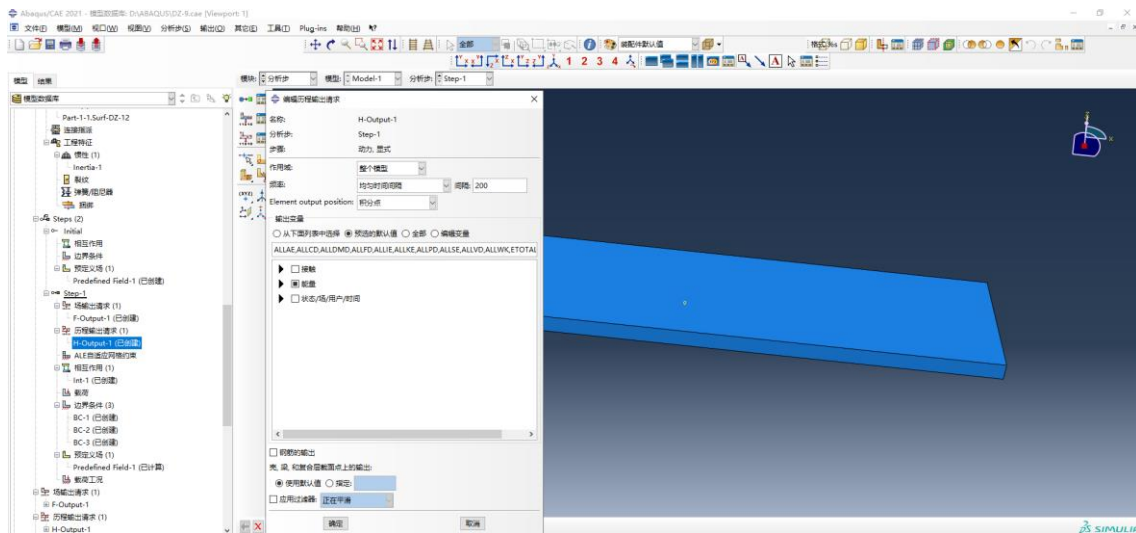 Abaqus/CAE 2021 - 模型数据库: D:\ABAQUS\DZ-9.cae [Viewport: 1]
文件(F) 模型(M) 视口(W) 视图(V) 分析步(S) 输出(O) 其它(E) 工具(T) Plug-ins 帮助(H)
全部 装配件默认值
1 2 3 4
模型 结果
模块: 分析步 模型: Model-1 分析步: Step-1
模型数据库
Part-1-1.Surf-DZ-12
连接指派
工程特征
惯性 (1)
Inertia-1
裂纹
弹簧/阻尼器
捆绑
Steps (2)
Initial
相互作用
边界条件
预定义场 (1)
Predefined Field-1 (已创建)
Step-1
场输出请求 (1)
F-Output-1 (已创建)
历程输出请求 (1)
H-Output-1 (已创建)
ALE自适应网格约束
相互作用 (1)
Int-1 (已创建)
载荷
边界条件 (3)
BC-1 (已创建)
BC-2 (已创建)
BC-3 (已创建)
预定义场 (1)
Predefined Field-1 (已计算)
载荷工况
场输出请求 (1)
F-Output-1
历程输出请求 (1)
H-Output-1
编辑历程输出请求
名称: H-Output-1
分析步: Step-1
步骤: 动力, 显式
作用域: 整个模型
频率: 均匀时间间隔 间隔: 200
Element output position: 积分点
输出变量
从下面列表中选择 预选的默认值 全部 编辑变量
ALLAE,ALLCD,ALLDMD,ALLFD,ALLIE,ALLKE,ALLPD,ALLSE,ALLVD,ALLWK,ETOTAL
接触
能量
状态/场/用户/时间
钢筋的输出
壳, 梁, 和复合层截面点上的输出:
使用默认值 指定:
应用过滤器: 正在平滑
确定 取消
SIMULIA